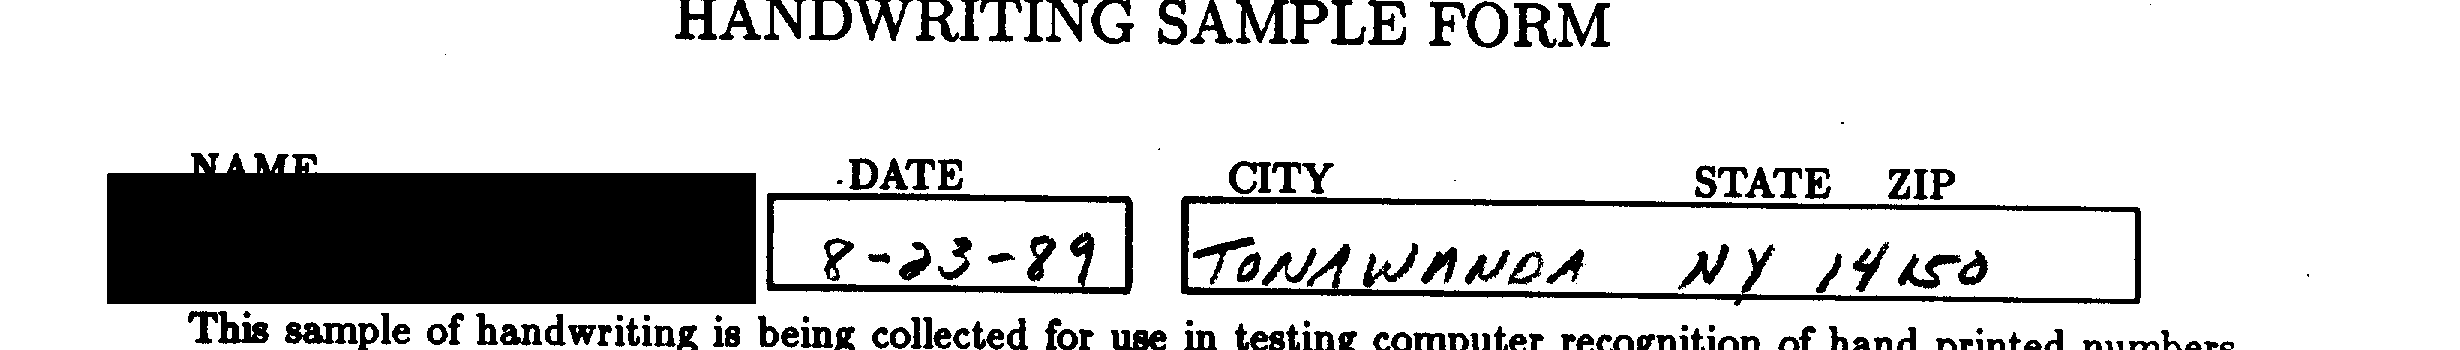 HANDWRITING SAMPLE FORM
NAME DATE CITY STATE ZIP
8-23-89 TONAWANDA NY 14150
This sample of handwriting is being collected for use in testing computer recognition of hand printed numbers